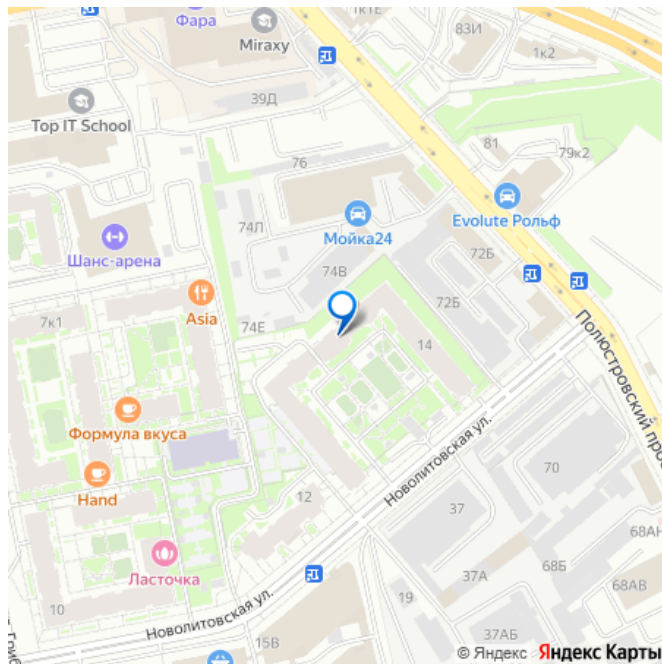 Фара
1кТЕ
83И
Miraxy
1к2
39Д
Top IT School
81
76
79к2
74Л
Evolute Рольф
Мойка24
Шанс-арена
72Б
74В
72Б
7к1
Asia
74Е
14
Полюстровский про
Формула вкуса
Новолитовская ул.
70
Hand
12
37
68АН
Ласточка
68Б
37А
68АВ
10
19
Новолитовская ул.
15В
37АБ
© Яндекс Яндекс Карты